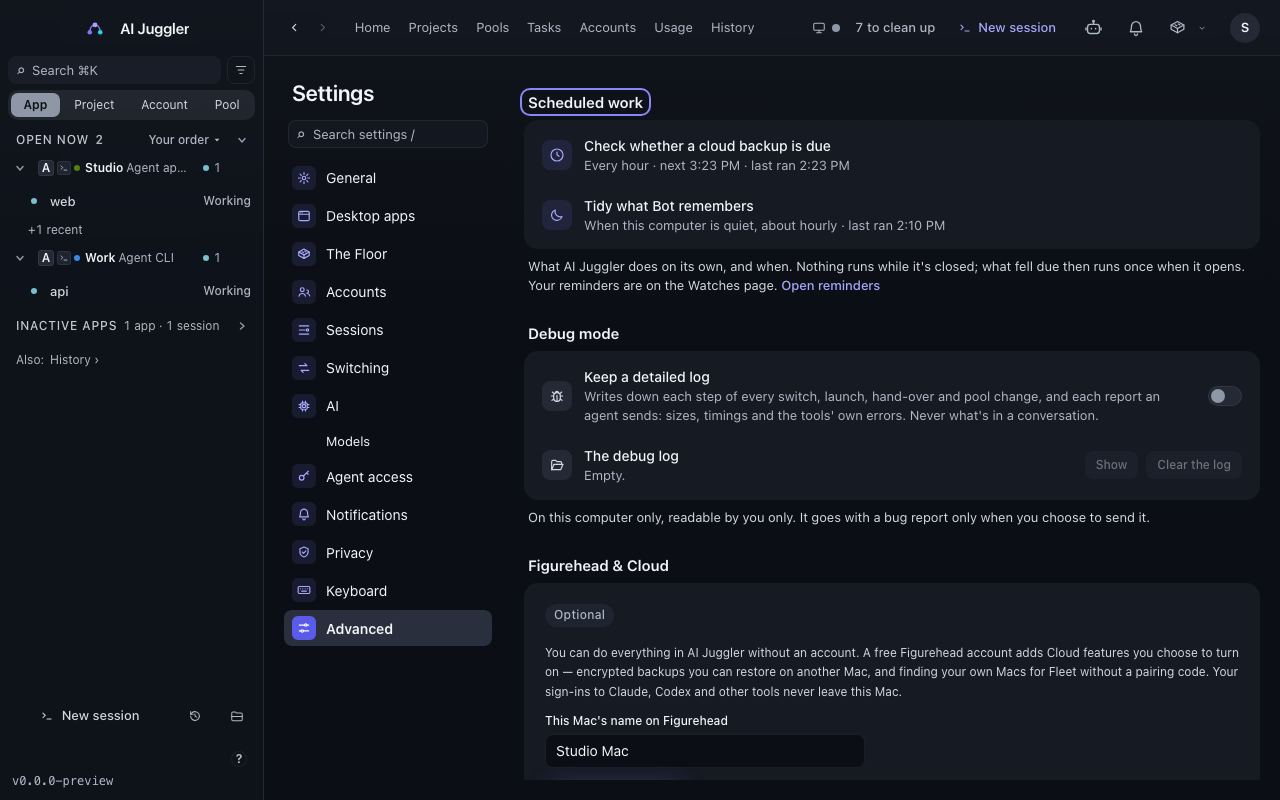 AI Juggler
Search ⌘K
App Project Account Pool
OPEN NOW 2 Your order
A Studio Agent ap... 1
web Working
+1 recent
A Work Agent CLI 1
api Working
INACTIVE APPS 1 app · 1 session
Also: History ›
New session
?
v0.0.0-preview
Home Projects Pools Tasks Accounts Usage History
7 to clean up
New session
S
Settings
Search settings /
General
Desktop apps
The Floor
Accounts
Sessions
Switching
AI
Models
Agent access
Notifications
Privacy
Keyboard
Advanced
Scheduled work
Check whether a cloud backup is due
Every hour · next 3:23 PM · last ran 2:23 PM
Tidy what Bot remembers
When this computer is quiet, about hourly · last ran 2:10 PM
What AI Juggler does on its own, and when. Nothing runs while it's closed; what fell due then runs once when it opens.
Your reminders are on the Watches page. Open reminders
Debug mode
Keep a detailed log
Writes down each step of every switch, launch, hand-over and pool change, and each report an
agent sends: sizes, timings and the tools' own errors. Never what's in a conversation.
The debug log
Empty.
Show Clear the log
On this computer only, readable by you only. It goes with a bug report only when you choose to send it.
Figurehead & Cloud
Optional
You can do everything in AI Juggler without an account. A free Figurehead account adds Cloud features you choose to turn
on — encrypted backups you can restore on another Mac, and finding your own Macs for Fleet without a pairing code. Your
sign-ins to Claude, Codex and other tools never leave this Mac.
This Mac's name on Figurehead
Studio Mac